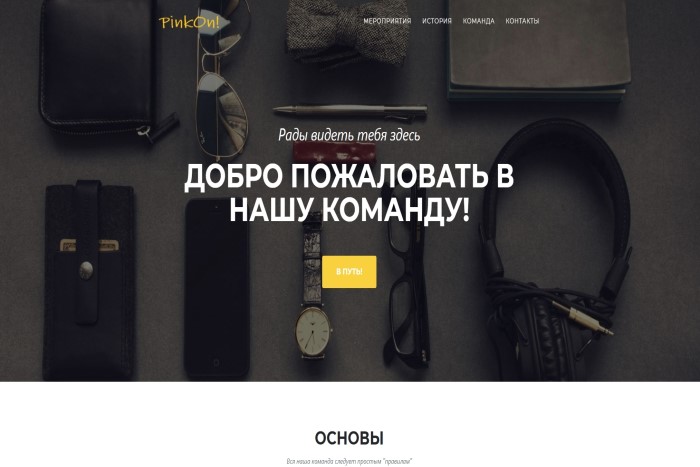 PinkOn!
МЕРОПРИЯТИЯ ИСТОРИЯ КОМАНДА КОНТАКТЫ
Рады видеть тебя здесь
ДОБРО ПОЖАЛОВАТЬ В
НАШУ КОМАНДУ!
В ПУТЬ!
ОСНОВЫ
Вся наша команда следует простым "правилам"